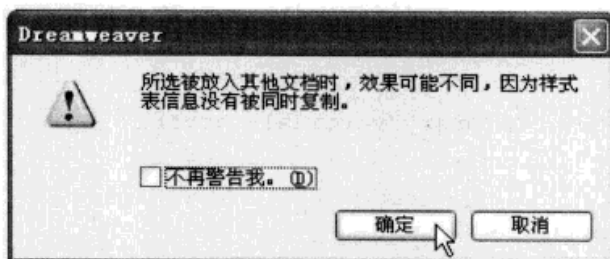 Dreamweaver
所选被放入其他文档时，效果可能不同，因为样式
表信息没有被同时复制。
不再警告我。(D)
确定
取消